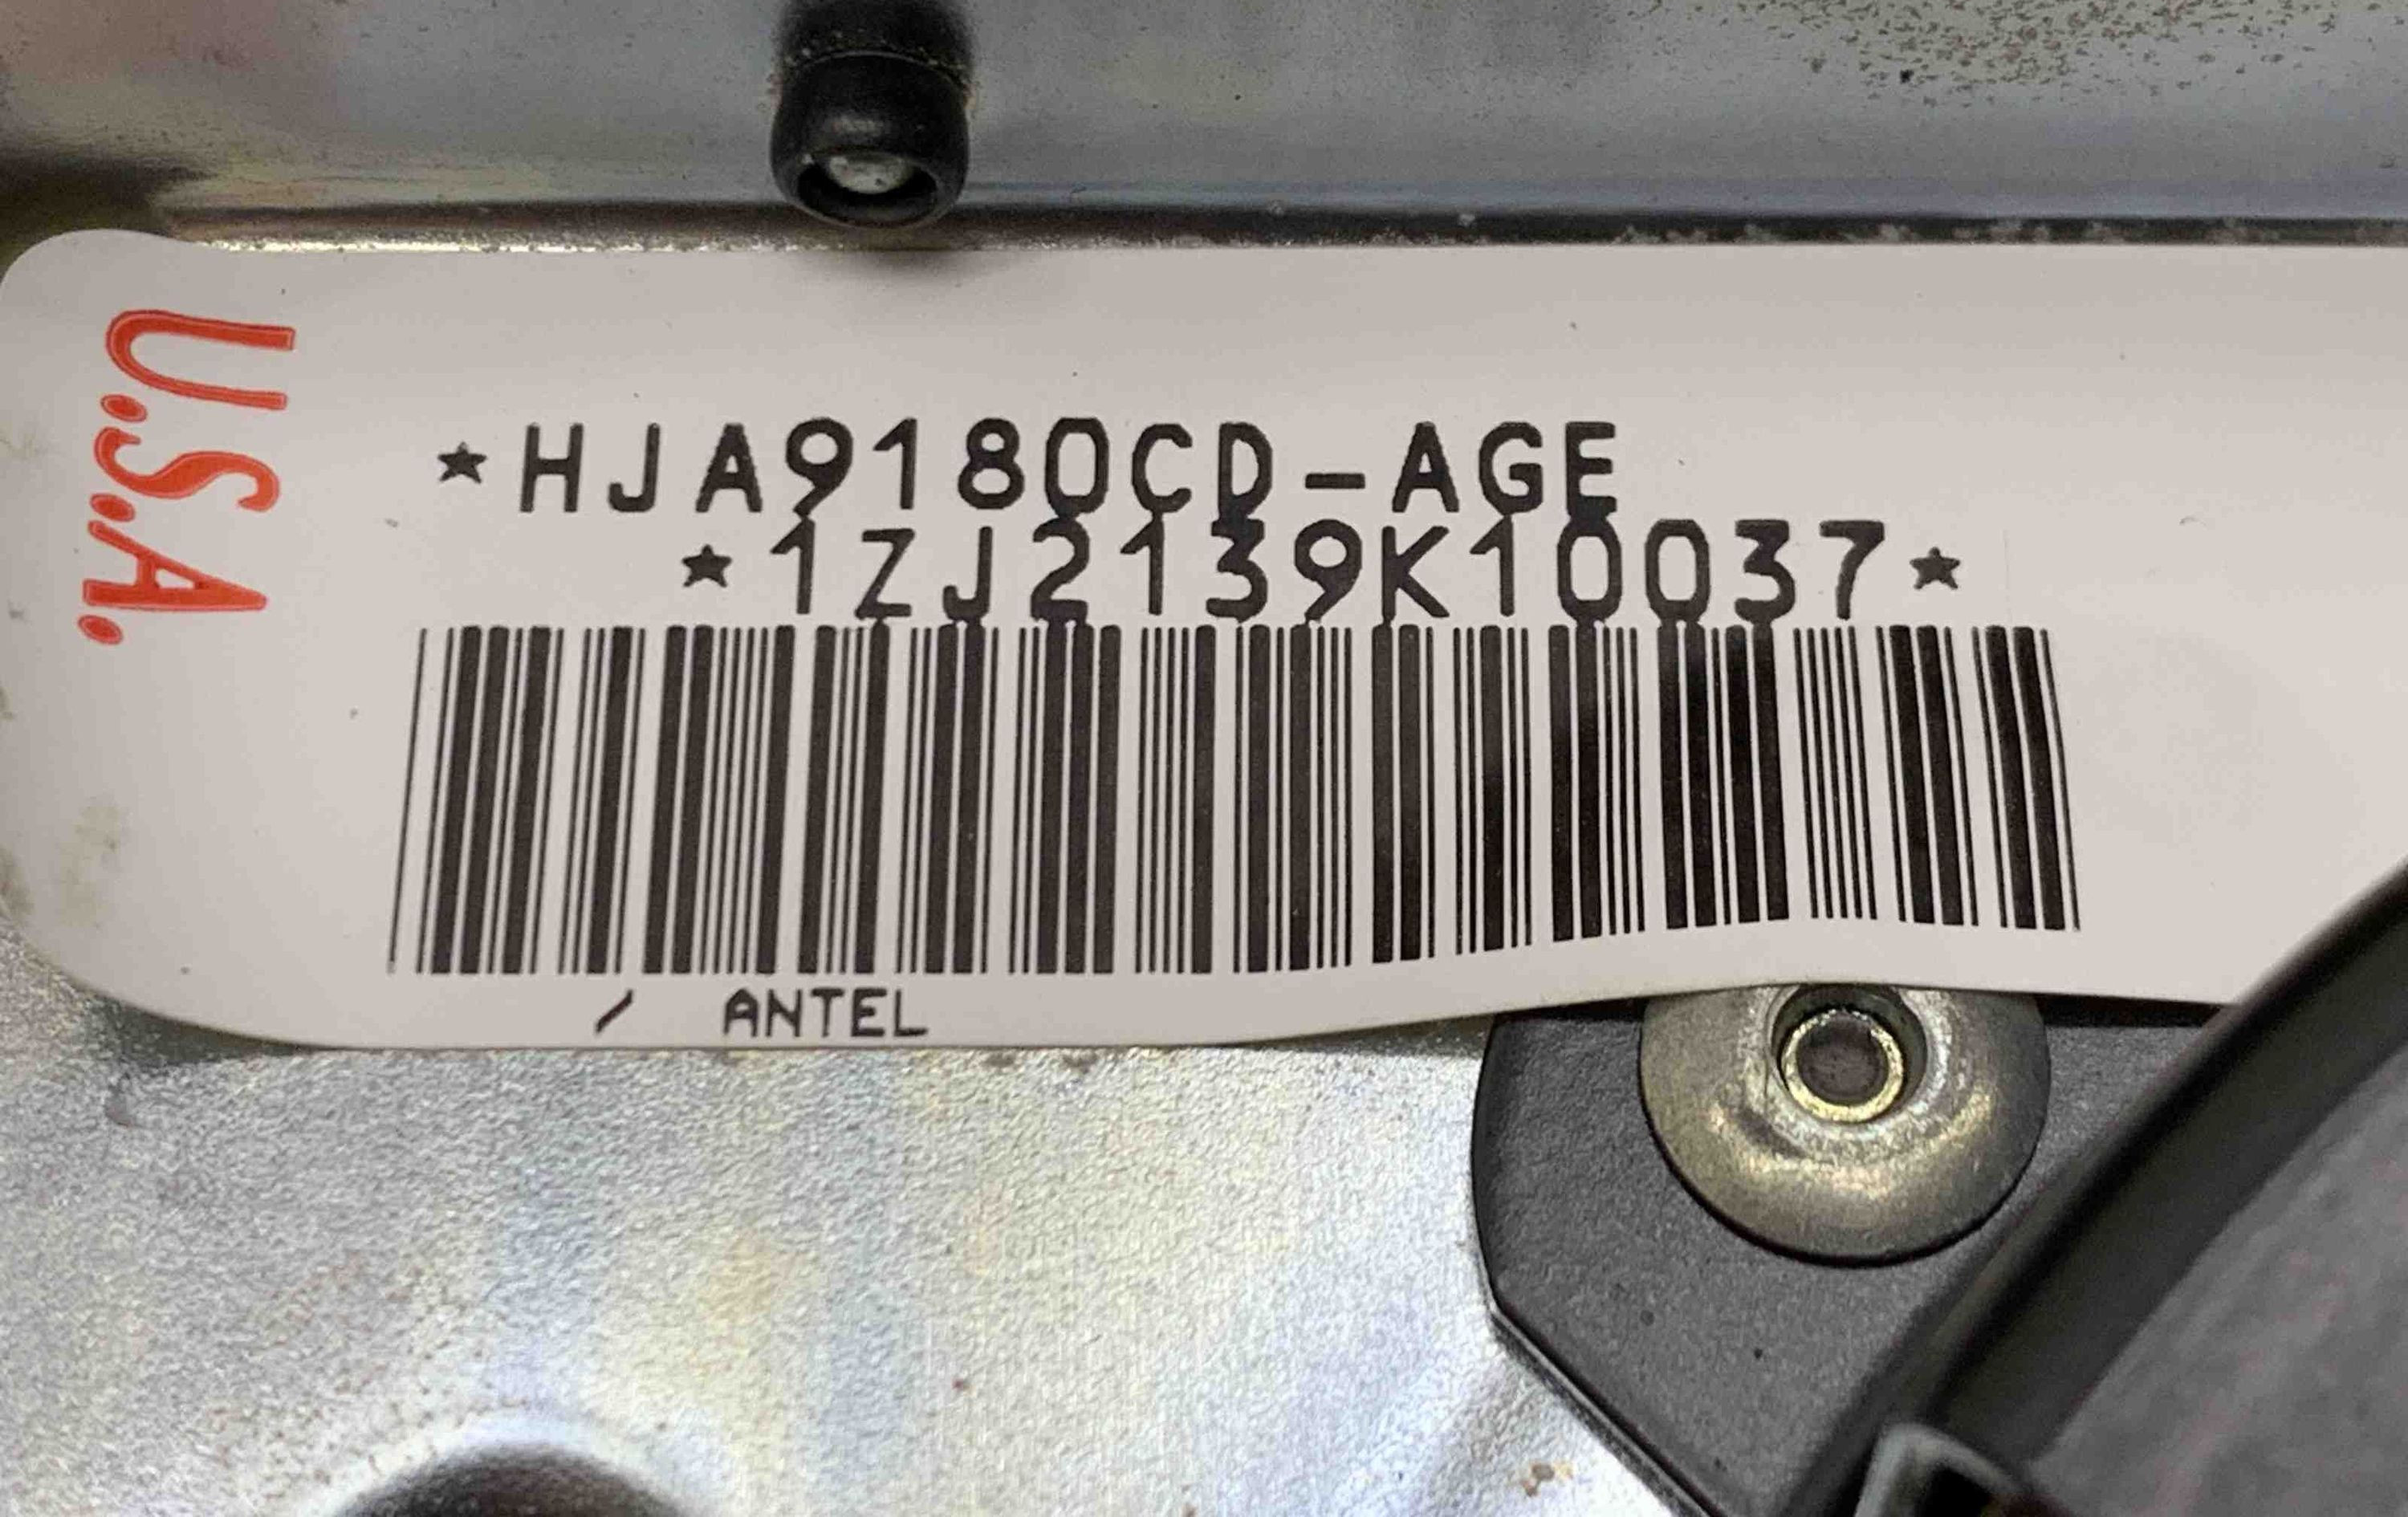 U.S.A.
*HJA9180CD-AGE
*1ZJ2139K10037*
/ ANTEL